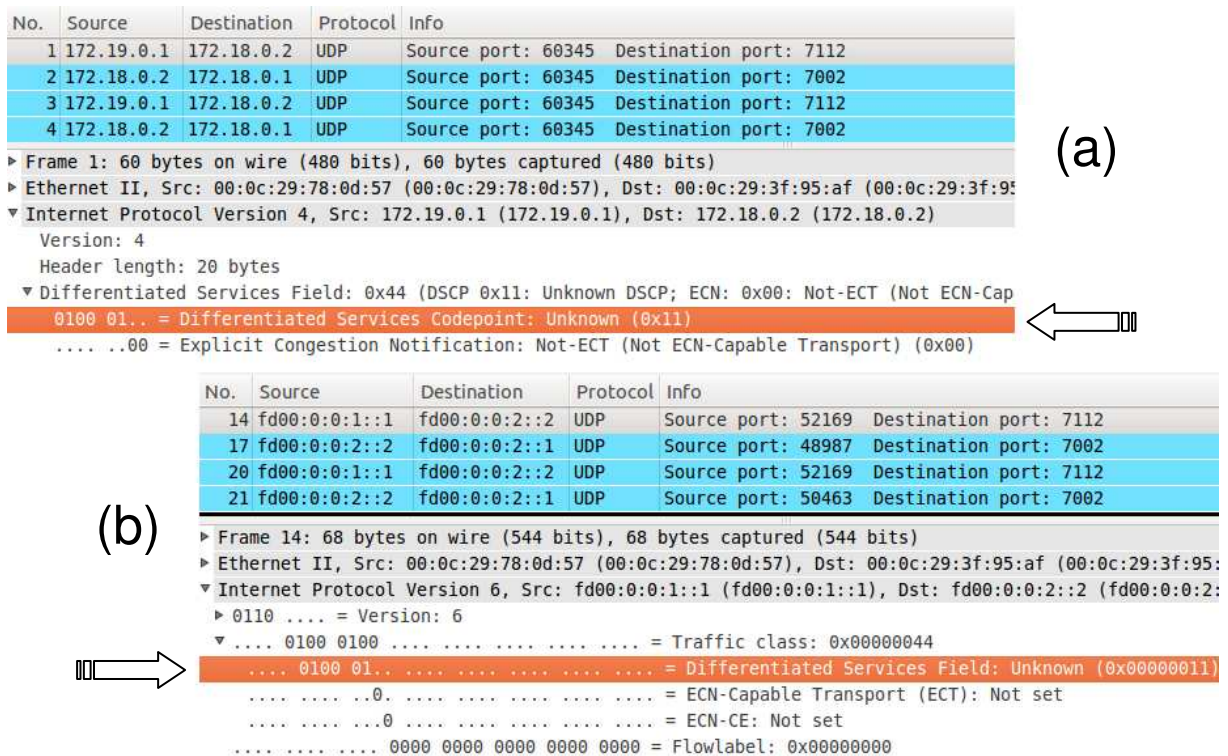 No. Source Destination Protocol Info
1 172.19.0.1 172.18.0.2 UDP Source port: 60345 Destination port: 7112
2 172.18.0.2 172.18.0.1 UDP Source port: 60345 Destination port: 7002
3 172.19.0.1 172.18.0.2 UDP Source port: 60345 Destination port: 7112
4 172.18.0.2 172.18.0.1 UDP Source port: 60345 Destination port: 7002
(a)
Frame 1: 60 bytes on wire (480 bits), 60 bytes captured (480 bits)
Ethernet II, Src: 00:0c:29:78:0d:57 (00:0c:29:78:0d:57), Dst: 00:0c:29:3f:95:af (00:0c:29:3f:95
Internet Protocol Version 4, Src: 172.19.0.1 (172.19.0.1), Dst: 172.18.0.2 (172.18.0.2)
Version: 4
Header length: 20 bytes
Differentiated Services Field: 0x44 (DSCP 0x11: Unknown DSCP; ECN: 0x00: Not-ECT (Not ECN-Cap
0100 01.. = Differentiated Services Codepoint: Unknown (0x11)
.... ..00 = Explicit Congestion Notification: Not-ECT (Not ECN-Capable Transport) (0x00)
No. Source Destination Protocol Info
14 fd00:0:0:1::1 fd00:0:0:2::2 UDP Source port: 52169 Destination port: 7112
17 fd00:0:0:2::2 fd00:0:0:2::1 UDP Source port: 48987 Destination port: 7002
20 fd00:0:0:1::1 fd00:0:0:2::2 UDP Source port: 52169 Destination port: 7112
21 fd00:0:0:2::2 fd00:0:0:2::1 UDP Source port: 50463 Destination port: 7002
(b)
Frame 14: 68 bytes on wire (544 bits), 68 bytes captured (544 bits)
Ethernet II, Src: 00:0c:29:78:0d:57 (00:0c:29:78:0d:57), Dst: 00:0c:29:3f:95:af (00:0c:29:3f:95:
Internet Protocol Version 6, Src: fd00:0:0:1::1 (fd00:0:0:1::1), Dst: fd00:0:0:2::2 (fd00:0:0:2:
0110 .... = Version: 6
.... 0100 0100 .... .... .... .... .... = Traffic class: 0x00000044
.... 0100 01.. .... .... .... .... .... = Differentiated Services Field: Unknown (0x00000011)
.... .... ..0. .... .... .... .... .... = ECN-Capable Transport (ECT): Not set
.... .... ...0 .... .... .... .... .... = ECN-CE: Not set
.... .... .... 0000 0000 0000 0000 0000 = Flowlabel: 0x00000000